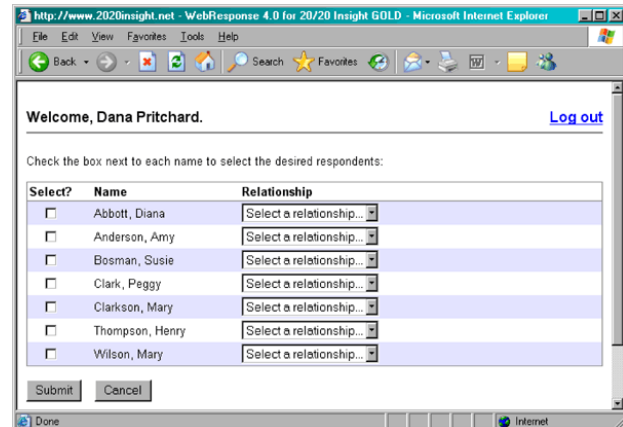 http://www.2020insight.net - WebResponse 4.0 for 20/20 Insight GOLD - Microsoft Internet Explorer
File Edit View Favorites Tools Help
Back Search Favorites
Welcome, Dana Pritchard. Log out
Check the box next to each name to select the desired respondents:
Select? Name Relationship
Abbott, Diana Select a relationship...
Anderson, Amy Select a relationship...
Bosman, Susie Select a relationship...
Clark, Peggy Select a relationship...
Clarkson, Mary Select a relationship...
Thompson, Henry Select a relationship...
Wilson, Mary Select a relationship...
Submit Cancel
Done Internet